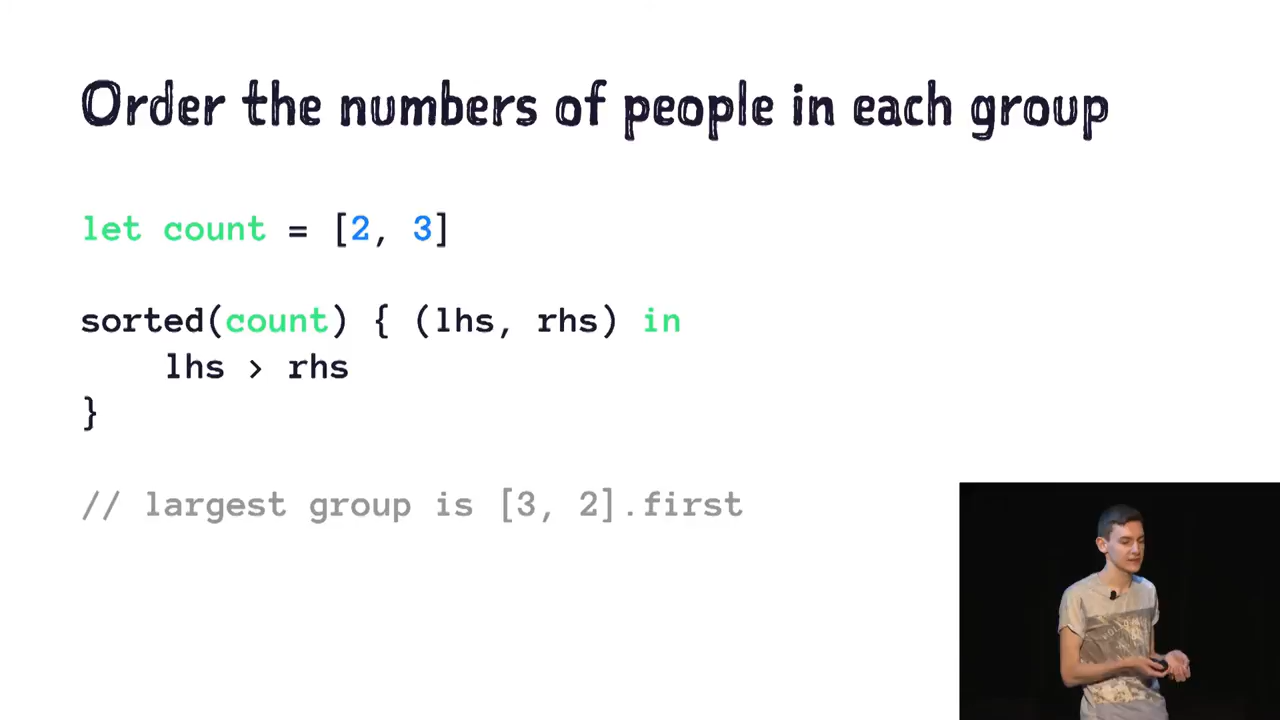 Order the numbers of people in each group
let count = [2, 3]
sorted(count) { (lhs, rhs) in
lhs > rhs
}
// largest group is [3, 2].first